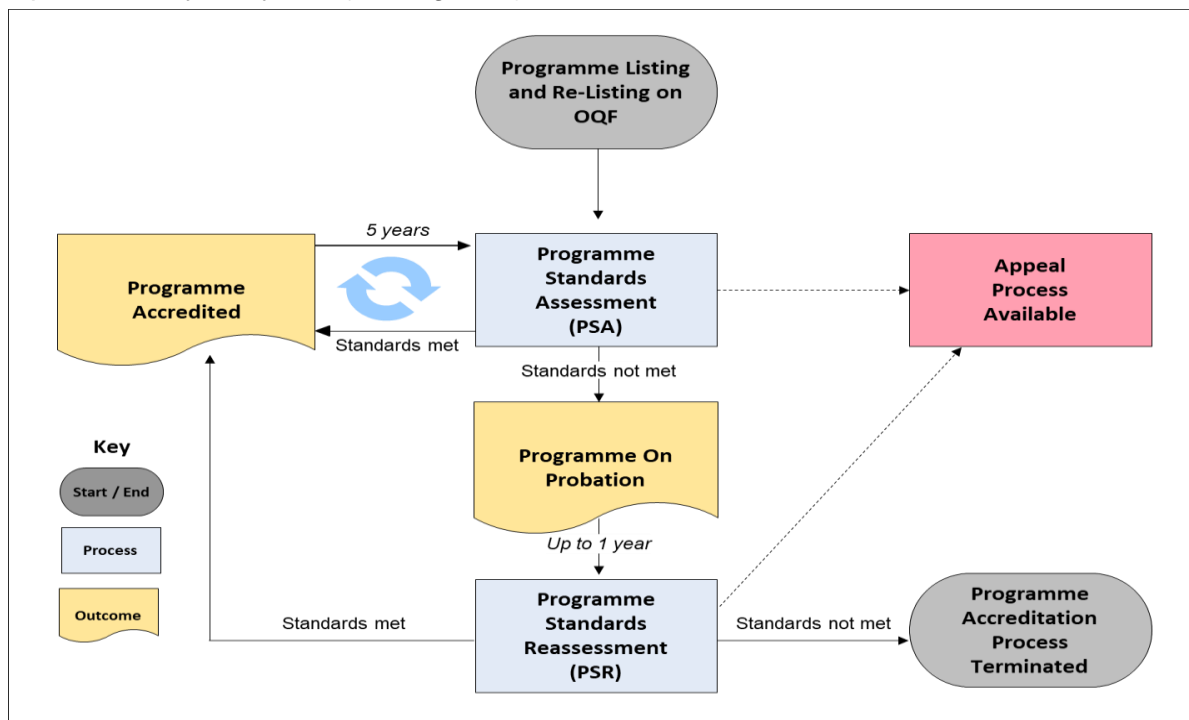 Programme Listing
and Re-Listing on
OQF
5 years
Programme
Accredited
Programme
Standards
Assessment
(PSA)
Appeal
Process
Available
Standards met
Standards not met
Programme On
Probation
Key
Start / End
Process
Outcome
Up to 1 year
Standards met
Programme
Standards
Reassessment
(PSR)
Standards not met
Programme
Accreditation
Process
Terminated